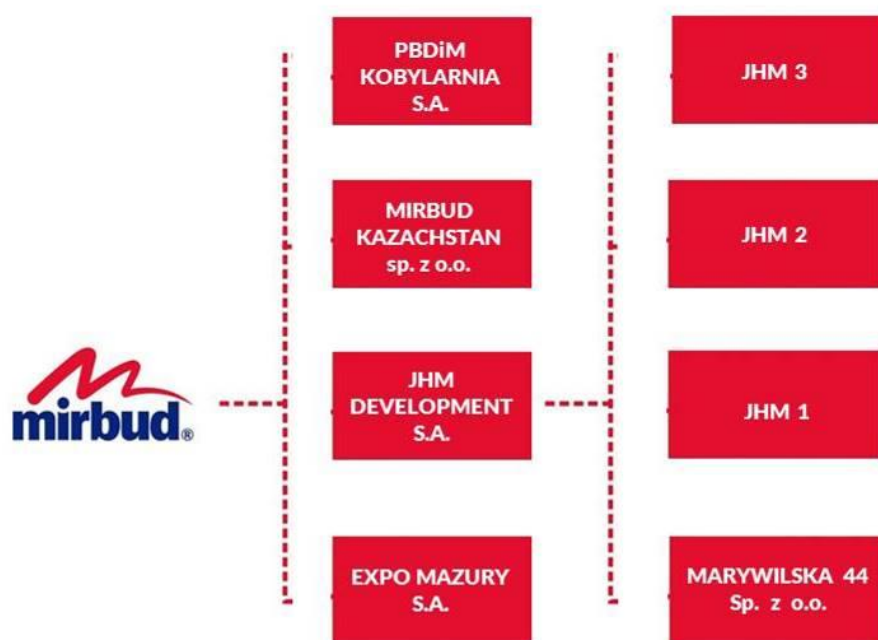 PBDiM
KOBYLARNIA
S.A.
MIRBUD
KAZACHSTAN
sp. z o.o.
mirbud®
JHM
DEVELOPMENT
S.A.
EXPO MAZURY
S.A.
JHM 3
JHM 2
JHM 1
MARYWILSKA 44
Sp. z o.o.